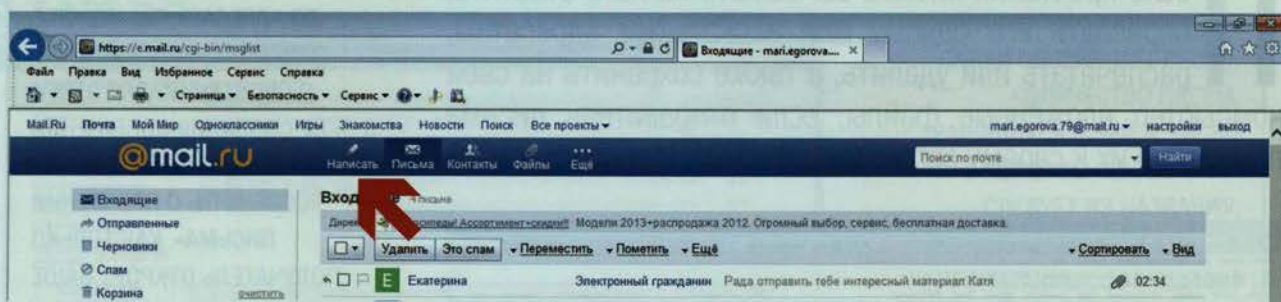 https://e.mail.ru/cgi-bin/msglist
Входящие - mari.egorova....
Файл Правка Вид Избранное Сервис Справка
Страница Безопасность Сервис
Mail.Ru Почта Мой Мир Одноклассники Игры Знакомства Новости Поиск Все проекты mari.egorova.79@mail.ru настройки выход
@mail.ru Написать Письма Контакты Файлы Ещё Поиск по почте Найти
Входящие
4 письма
Отправленные
Модели 2013+распродажа 2012. Огромный выбор, сервис, бесплатная доставка.
Черновики
Удалить Это спам Переместить Пометить Ещё Сортировать Вид
Спам
Е Екатерина Электронный гражданин Рада отправить тебе интересный материал Катя 02:34
Корзина очистить